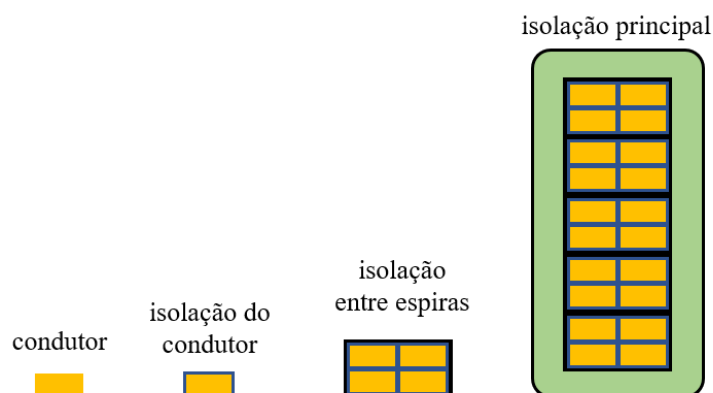 isolação principal
isolação
entre espiras
isolação do
condutor
condutor